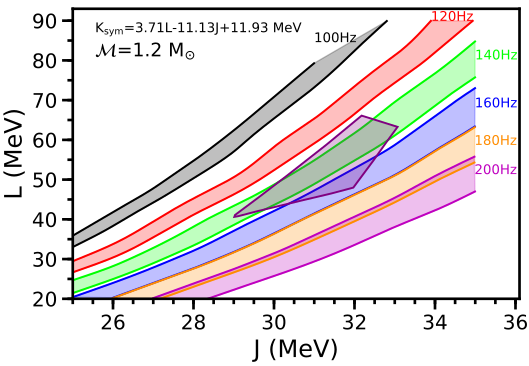 K_sym=3.71L-11.13J+11.93 MeV
ℳ=1.2 M⊙
100Hz
120Hz
140Hz
160Hz
180Hz
200Hz
90
80
70
60
50
40
30
20
L (MeV)
26 28 30 32 34 36
J (MeV)